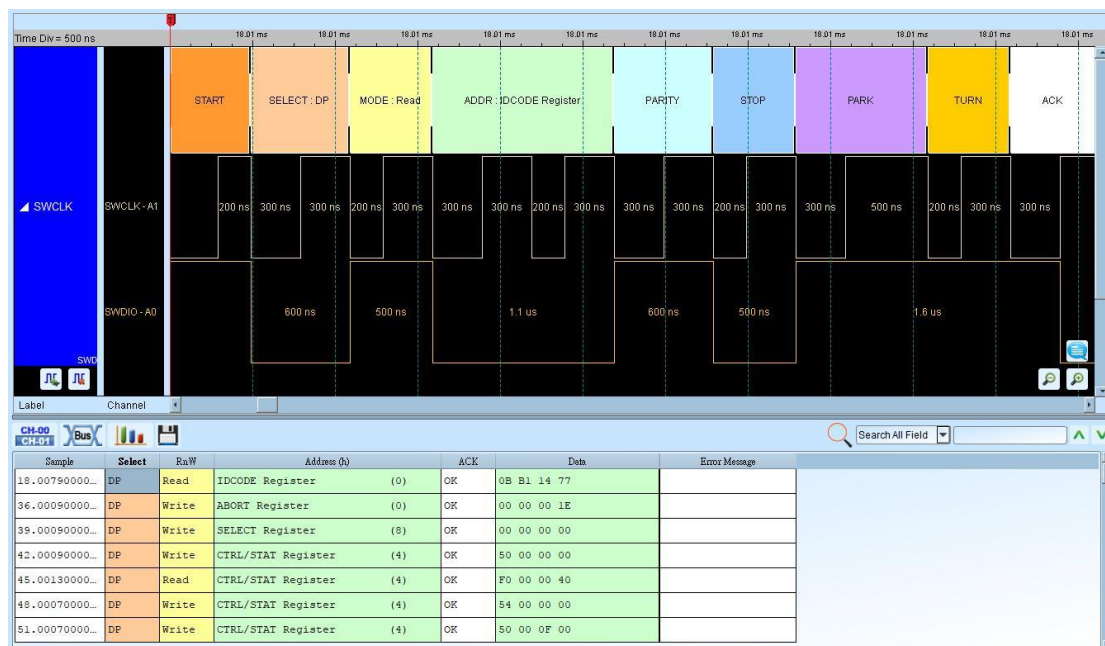 Time Div = 500 ns 18.01 ms 18.01 ms 18.01 ms 18.01 ms 18.01 ms 18.01 ms 18.01 ms 18.01 ms 18.01 ms
START SELECT : DP MODE : Read ADDR : IDCODE Register PARITY STOP PARK TURN ACK
SWCLK SWCLK - A1 200 ns 300 ns 300 ns 200 ns 300 ns 300 ns 300 ns 200 ns 300 ns 300 ns 300 ns 200 ns 300 ns 300 ns 500 ns 200 ns 300 ns 300 ns
SWDIO - A0 600 ns 500 ns 1.1 us 600 ns 500 ns 1.6 us
SWD
Label Channel
CH-00
CH-01 Bus Search All Field
Sample Select RnW Address (h) ACK Data Error Message
18.00790000... DP Read IDCODE Register (0) OK 0B B1 14 77
36.00090000... DP Write ABORT Register (0) OK 00 00 00 1E
39.00090000... DP Write SELECT Register (8) OK 00 00 00 00
42.00090000... DP Write CTRL/STAT Register (4) OK 50 00 00 00
45.00130000... DP Read CTRL/STAT Register (4) OK F0 00 00 40
48.00070000... DP Write CTRL/STAT Register (4) OK 54 00 00 00
51.00070000... DP Write CTRL/STAT Register (4) OK 50 00 0F 00